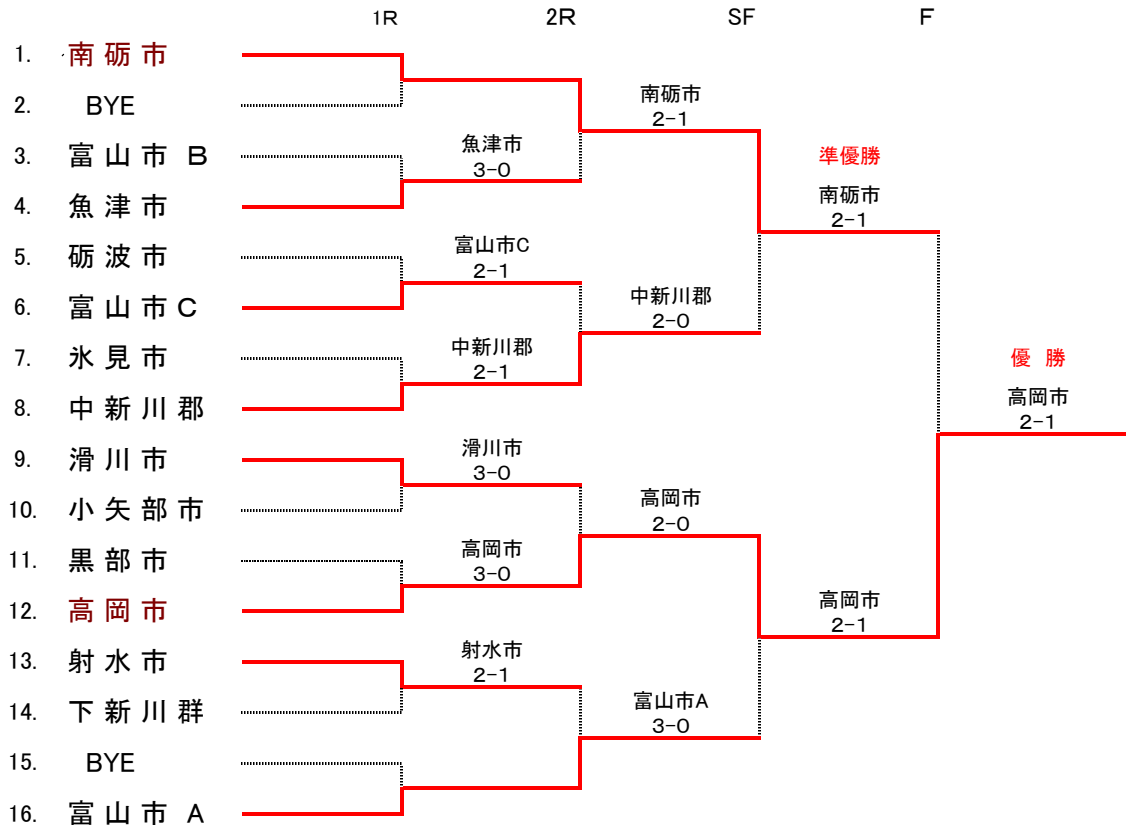 1R 2R SF F
1. 南砺市
2. BYE
3. 富山市 B
4. 魚津市
5. 砺波市
6. 富山市C
7. 氷見市
8. 中新川郡
9. 滑川市
10. 小矢部市
11. 黒部市
12. 高岡市
13. 射水市
14. 下新川群
15. BYE
16. 富山市 A
魚津市
3-0
富山市C
2-1
中新川郡
2-1
滑川市
3-0
高岡市
3-0
射水市
2-1
南砺市
2-1
中新川郡
2-0
高岡市
2-0
富山市A
3-0
準優勝
南砺市
2-1
高岡市
2-1
優 勝
高岡市
2-1